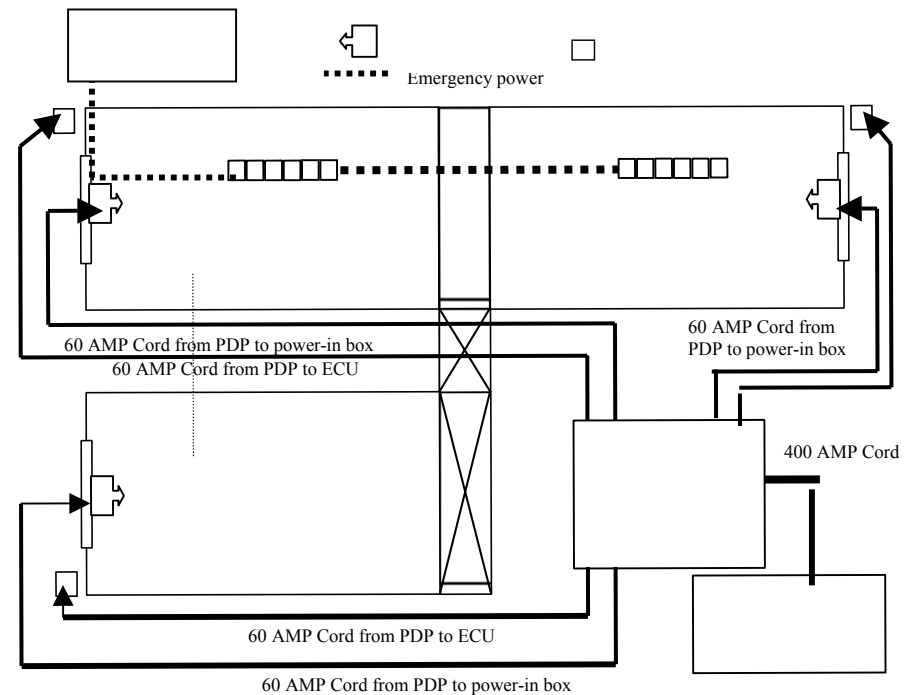 Emergency power
60 AMP Cord from PDP to power-in box
60 AMP Cord from PDP to ECU
60 AMP Cord from
PDP to power-in box
400 AMP Cord
60 AMP Cord from PDP to ECU
60 AMP Cord from PDP to power-in box